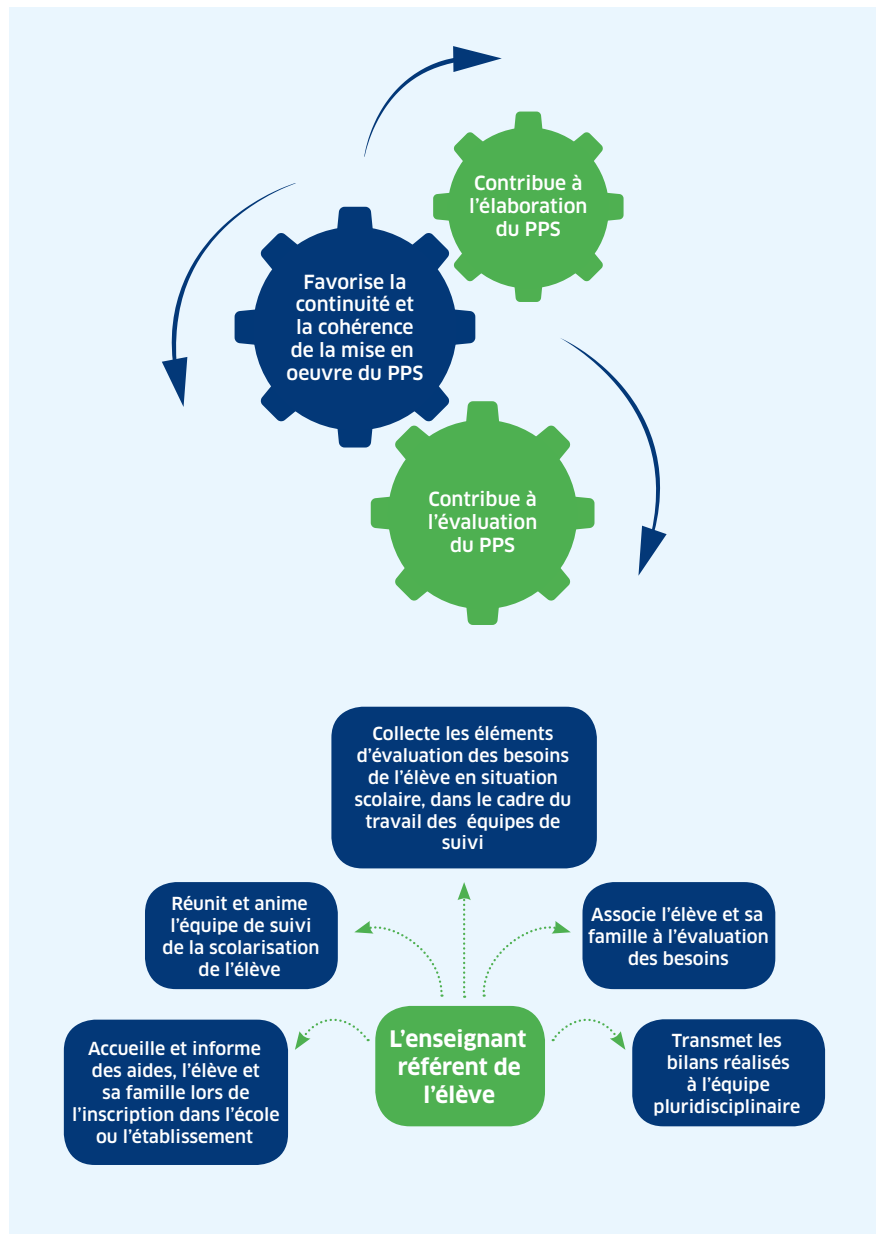 Contribue à
l'élaboration
du PPS
Favorise la
continuité et
la cohérence
de la mise en
oeuvre du PPS
Contribue à
l'évaluation
du PPS
Collecte les éléments
d'évaluation des besoins
de l'élève en situation
scolaire, dans le cadre du
travail des équipes de
suivi
Réunit et anime
l'équipe de suivi
de la scolarisation
de l'élève
Associe l'élève et sa
famille à l'évaluation
des besoins
Accueille et informe
des aides, l'élève et
sa famille lors de
l'inscription dans l'école
ou l'établissement
L'enseignant
référent de
l'élève
Transmet les
bilans réalisés
à l'équipe
pluridisciplinaire